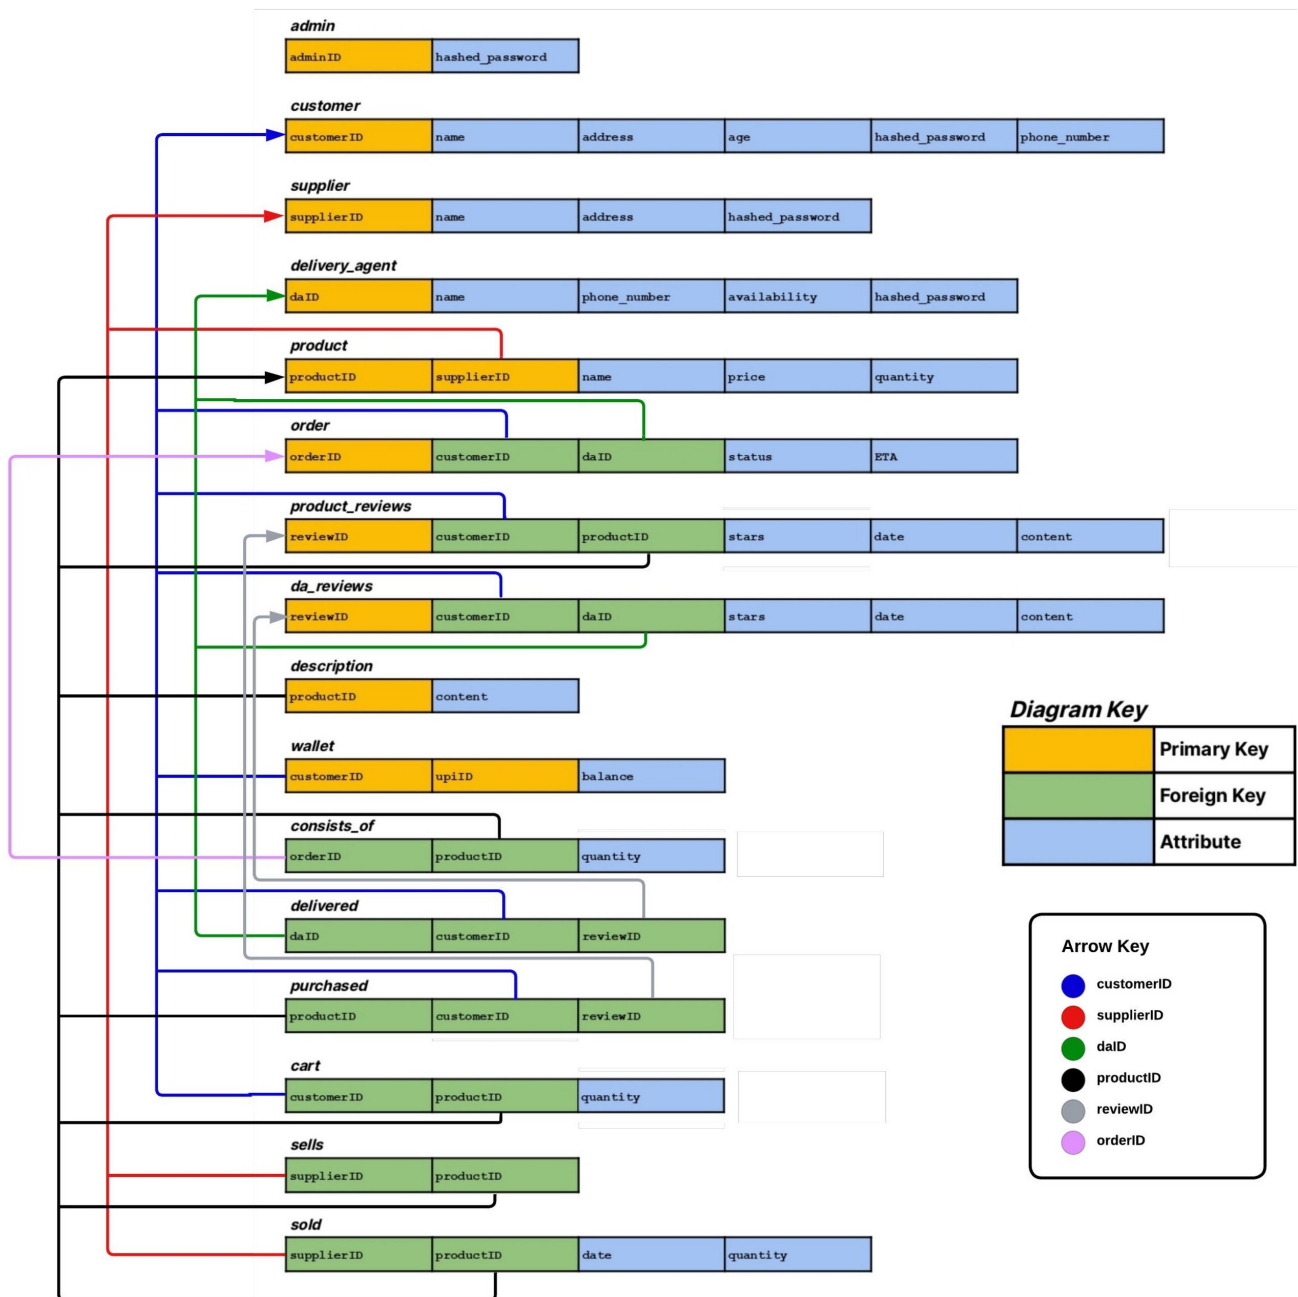 admin
adminID hashed_password
customer
customerID name address age hashed_password phone_number
supplier
supplierID name address hashed_password
delivery_agent
daID name phone_number availability hashed_password
product
productID supplierID name price quantity
order
orderID customerID daID status ETA
product_reviews
reviewID customerID productID stars date content
da_reviews
reviewID customerID daID stars date content
description
productID content
wallet
customerID upiID balance
consists_of
orderID productID quantity
delivered
daID customerID reviewID
purchased
productID customerID reviewID
cart
customerID productID quantity
sells
supplierID productID
sold
supplierID productID date quantity
Diagram Key
Primary Key
Foreign Key
Attribute
Arrow Key
customerID
supplierID
daID
productID
reviewID
orderID